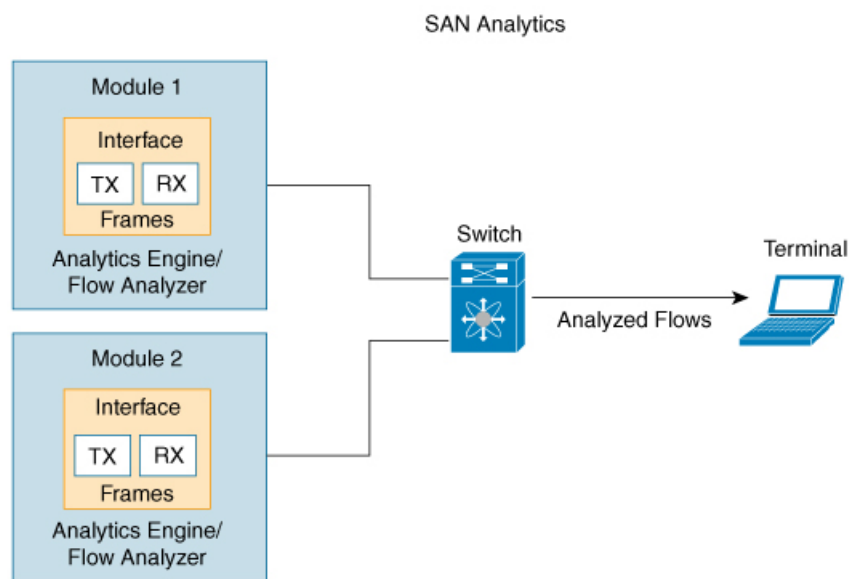 SAN Analytics
Module 1
Interface
TX RX
Frames
Analytics Engine/
Flow Analyzer
Switch
Terminal
Analyzed Flows
Module 2
Interface
TX RX
Frames
Analytics Engine/
Flow Analyzer